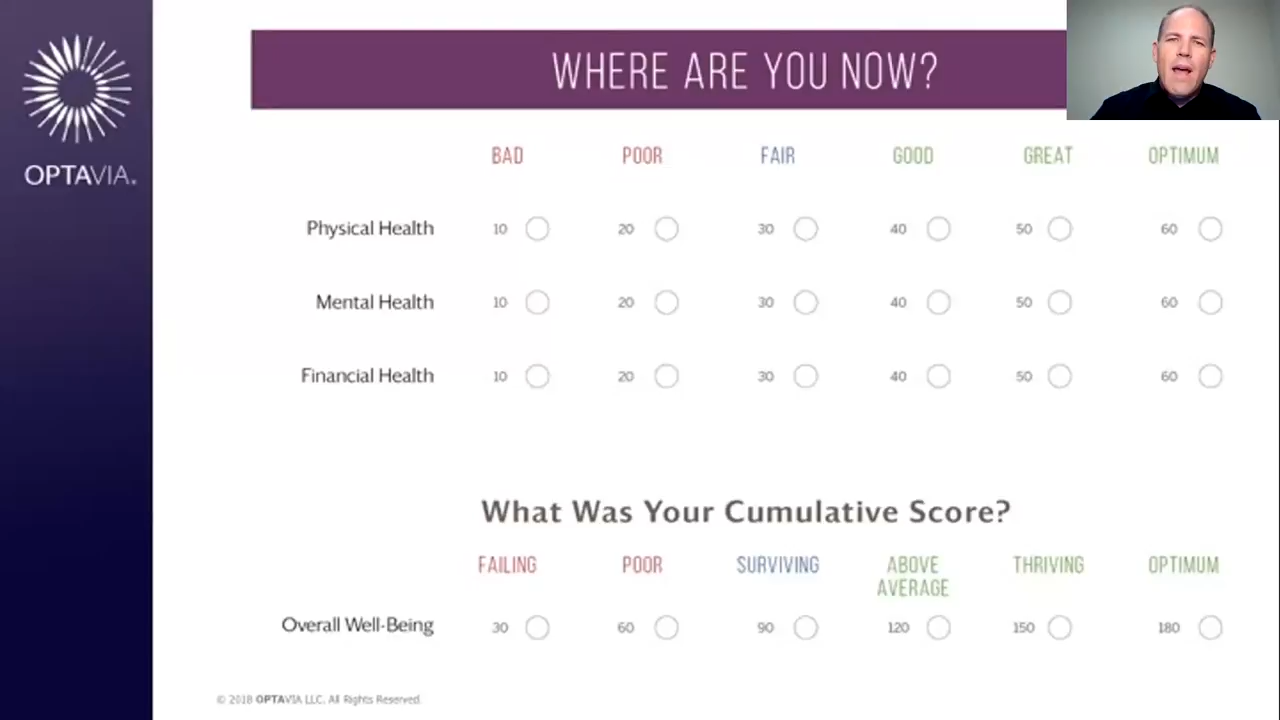 WHERE ARE YOU NOW?
OPTAVIA.
BAD POOR FAIR GOOD GREAT OPTIMUM
Physical Health 10 20 30 40 50 60
Mental Health 10 20 30 40 50 60
Financial Health 10 20 30 40 50 60
What Was Your Cumulative Score?
FAILING POOR SURVIVING ABOVE AVERAGE THRIVING OPTIMUM
Overall Well-Being 30 60 90 120 150 180
© 2018 OPTAVIA LLC. All Rights Reserved.